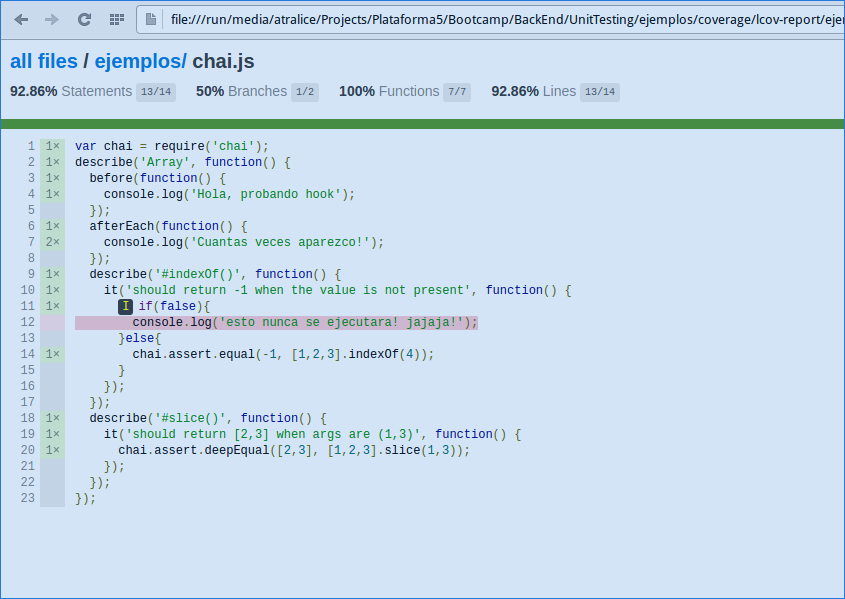 file:///run/media/atralice/Projects/Plataforma5/Bootcamp/BackEnd/UnitTesting/ejemplos/coverage/lcov-report/ejer
all files / ejemplos/ chai.js
92.86% Statements 13/14 50% Branches 1/2 100% Functions 7/7 92.86% Lines 13/14
1 1× var chai = require('chai');
2 1× describe('Array', function() {
3 1× before(function() {
4 1× console.log('Hola, probando hook');
5 });
6 1× afterEach(function() {
7 2× console.log('Cuantas veces aparezco!');
8 });
9 1× describe('#indexOf()', function() {
10 1× it('should return -1 when the value is not present', function() {
11 1× I if(false){
12 console.log('esto nunca se ejecutara! jajaja!');
13 }else{
14 1× chai.assert.equal(-1, [1,2,3].indexOf(4));
15 }
16 });
17 });
18 1× describe('#slice()', function() {
19 1× it('should return [2,3] when args are (1,3)', function() {
20 1× chai.assert.deepEqual([2,3], [1,2,3].slice(1,3));
21 });
22 });
23 });